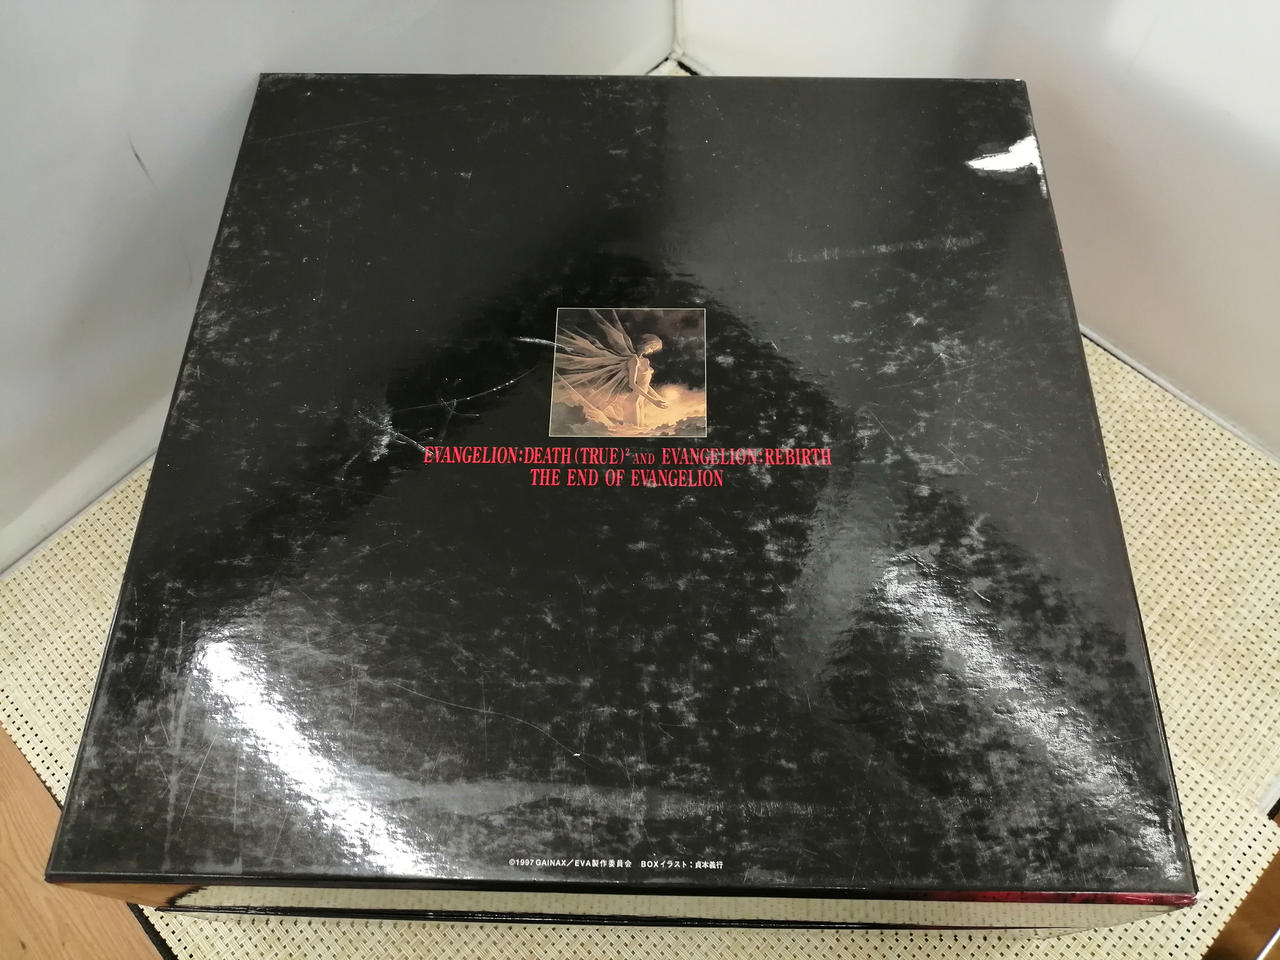 EVANGELION:DEATH (TRUE)² AND EVANGELION:REBIRTH
THE END OF EVANGELION
©1997 GAINAX/EVA製作委員会 BOXイラスト:貞本義行